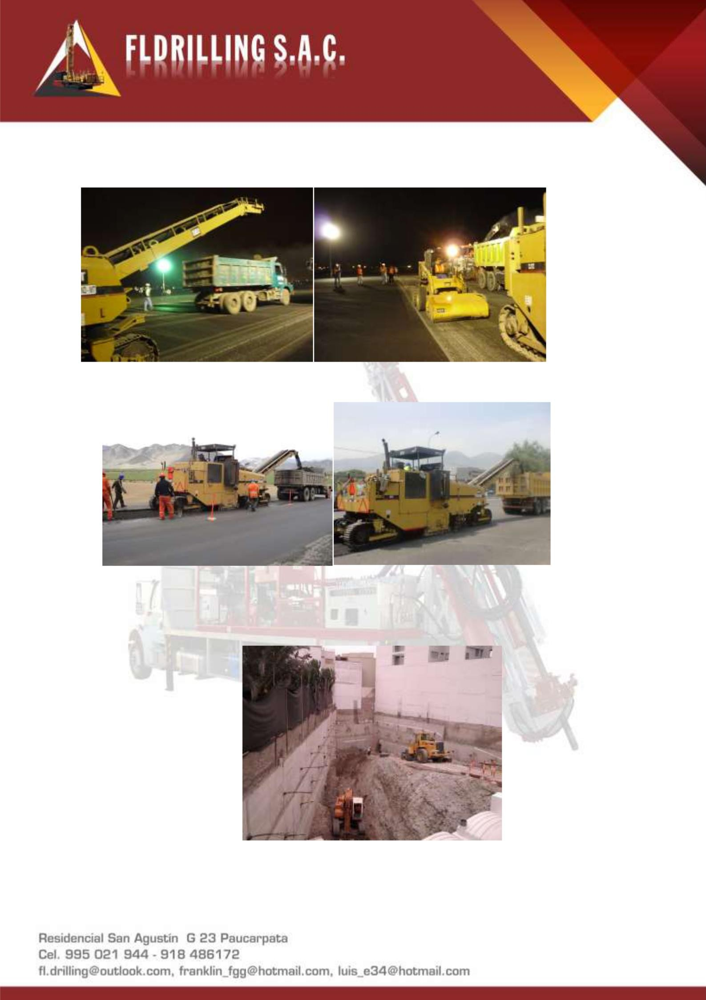 FLDRILLING S.A.C.
Residencial San Agustín G 23 Paucarpata
Cel. 995 021 944 - 918 486172
fl.drilling@outlook.com, franklin_fgg@hotmail.com, luis_e34@hotmail.com